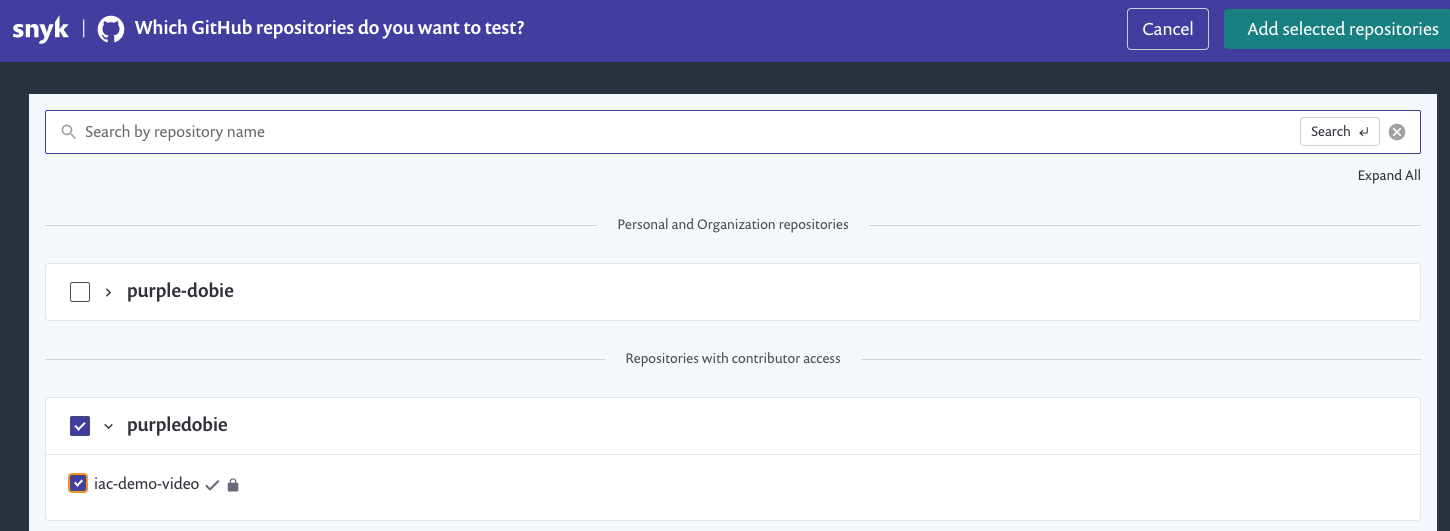 snyk | Which GitHub repositories do you want to test?
Cancel
Add selected repositories
Search by repository name
Search ↵
Expand All
Personal and Organization repositories
purple-dobie
Repositories with contributor access
purpledobie
iac-demo-video